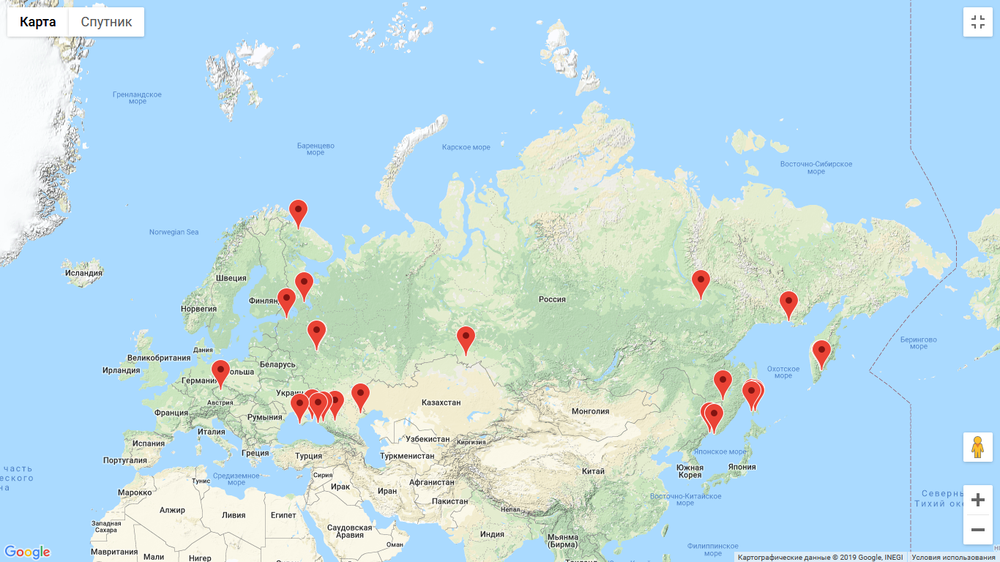 Карта
Спутник
Гренландское
море
Баренцево
море
Карское море
Восточно-Сибирское
море
Norwegian Sea
Исландия
Швеция
Финлян
Норвегия
Россия
Дания
Великобритания
Ирландия
Беларусь
ольша
Германи
Украи
Австрия
Франция
Румыния
Казахстан
Монголия
Охотское
море
Берингово
море
Италия
Испания
Греция
Турция
Узбекистан
Киргизия
Туркменистан
Португалия
Японское море
Южная
Корея
Япония
Китай
часть
еского
на
Тунис
Средиземное
море
Сирия
Ирак
Иран
Афганистан
Пакистан
Марокко
Алжир
Ливия
Египет
Непал
Восточно-Китайское
море
Северны
Тихий оке
Западная
Сахара
Саудовская
Аравия
Оман
Индия
Мьянма
(Бирма)
Филиппинское
море
Мавритания
Мали
Нигер
Google
Картографические данные © 2019 Google, INEGI
Условия использования